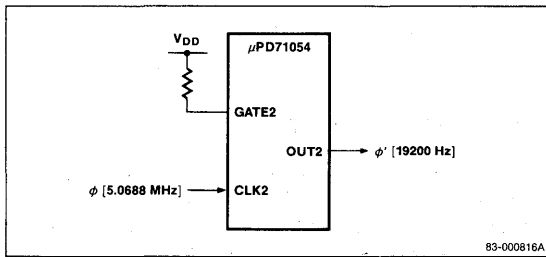 VDD
μPD71054
GATE2
OUT2
ϕ' [19200 Hz]
ϕ [5.0688 MHz]
CLK2
83-000816A